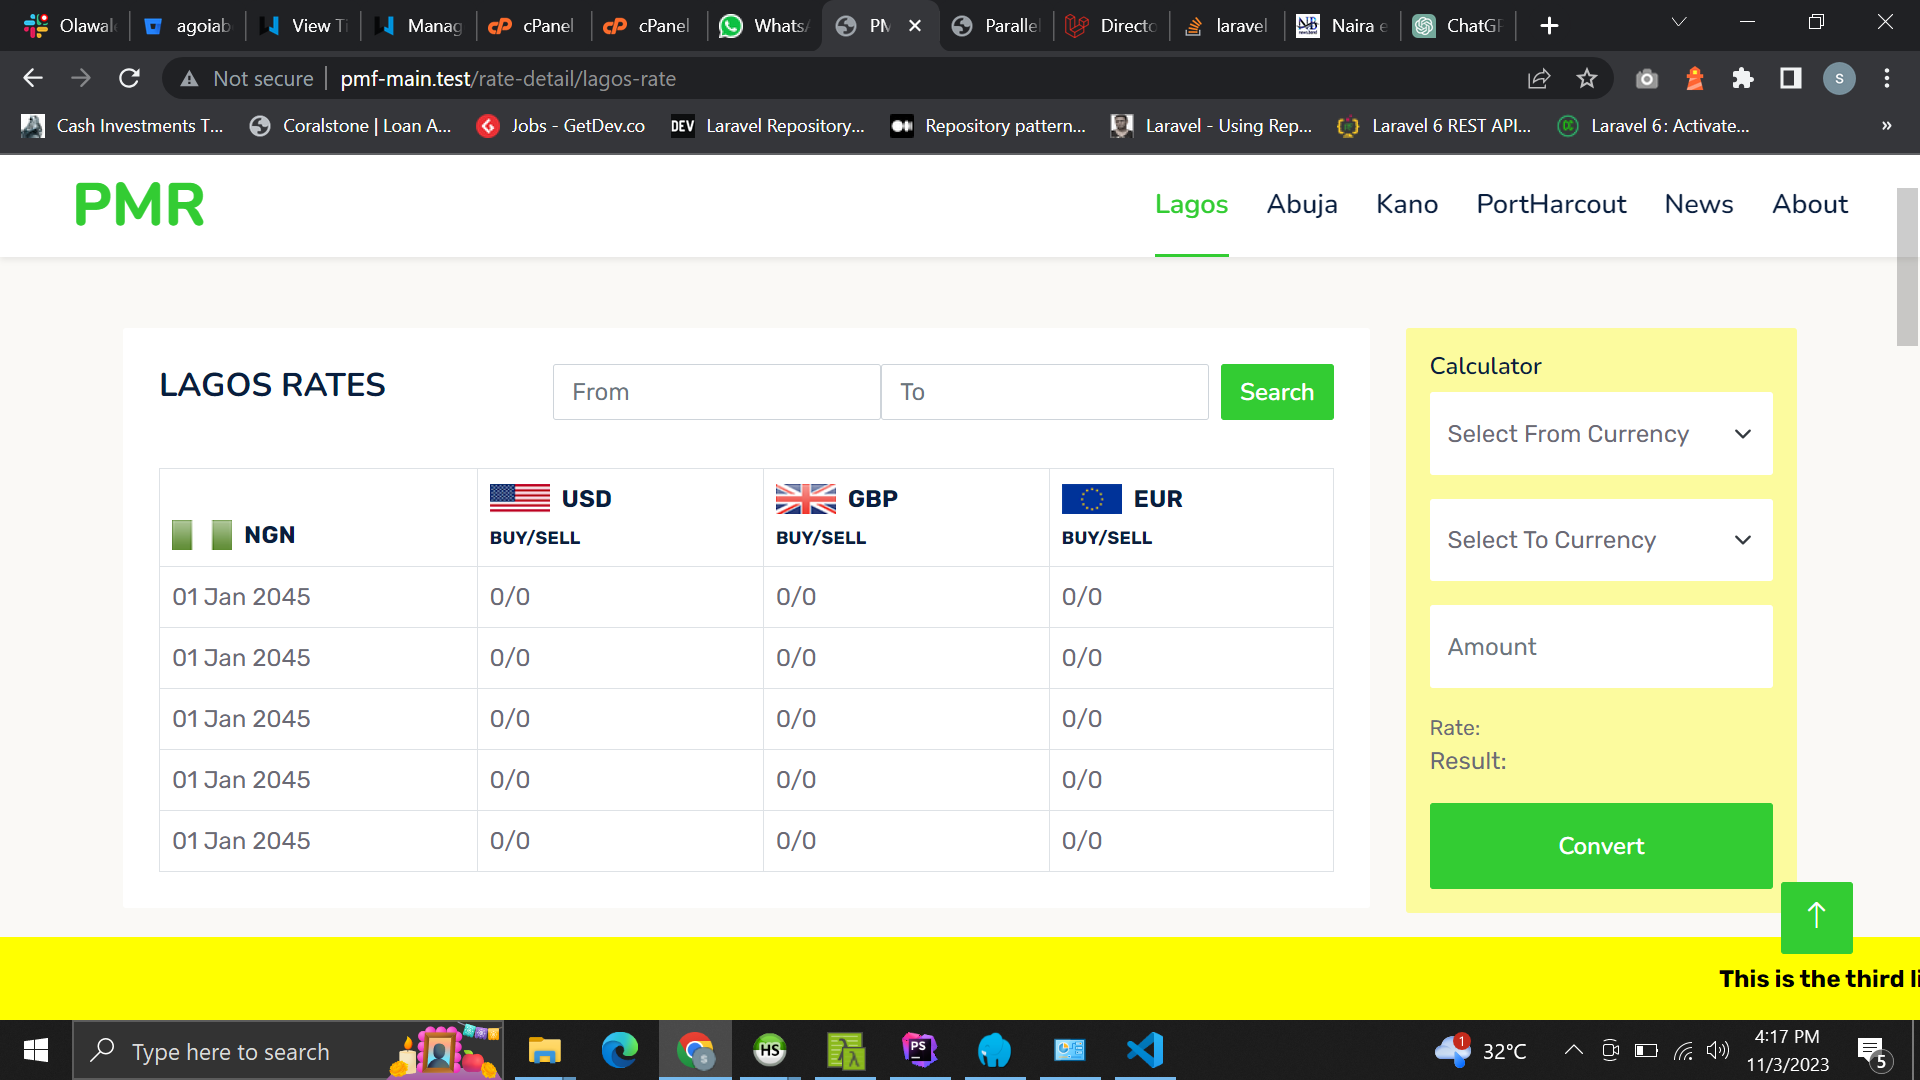 Olawal agoiab View Ti Manag cPanel cPanel WhatsA PM Paralle Directo laravel Naira e ChatGP
Not secure pmf-main.test/rate-detail/lagos-rate S
Cash Investments T... Coralstone | Loan A... Jobs - GetDev.co DEV Laravel Repository... Repository pattern... Laravel - Using Rep... Laravel 6 REST API... Laravel 6: Activate... »
PMR Lagos Abuja Kano PortHarcout News About
LAGOS RATES From To Search
NGN USD BUY/SELL GBP BUY/SELL EUR BUY/SELL
01 Jan 2045 0/0 0/0 0/0
01 Jan 2045 0/0 0/0 0/0
01 Jan 2045 0/0 0/0 0/0
01 Jan 2045 0/0 0/0 0/0
01 Jan 2045 0/0 0/0 0/0
Calculator
Select From Currency
Select To Currency
Amount
Rate:
Result:
Convert
This is the third li
Type here to search HS PS 1 32°C 4:17 PM
11/3/2023 5